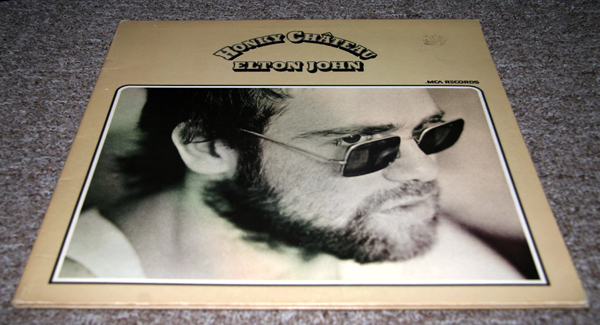 HONKY CHÂTEAU
ELTON JOHN
MCA RECORDS